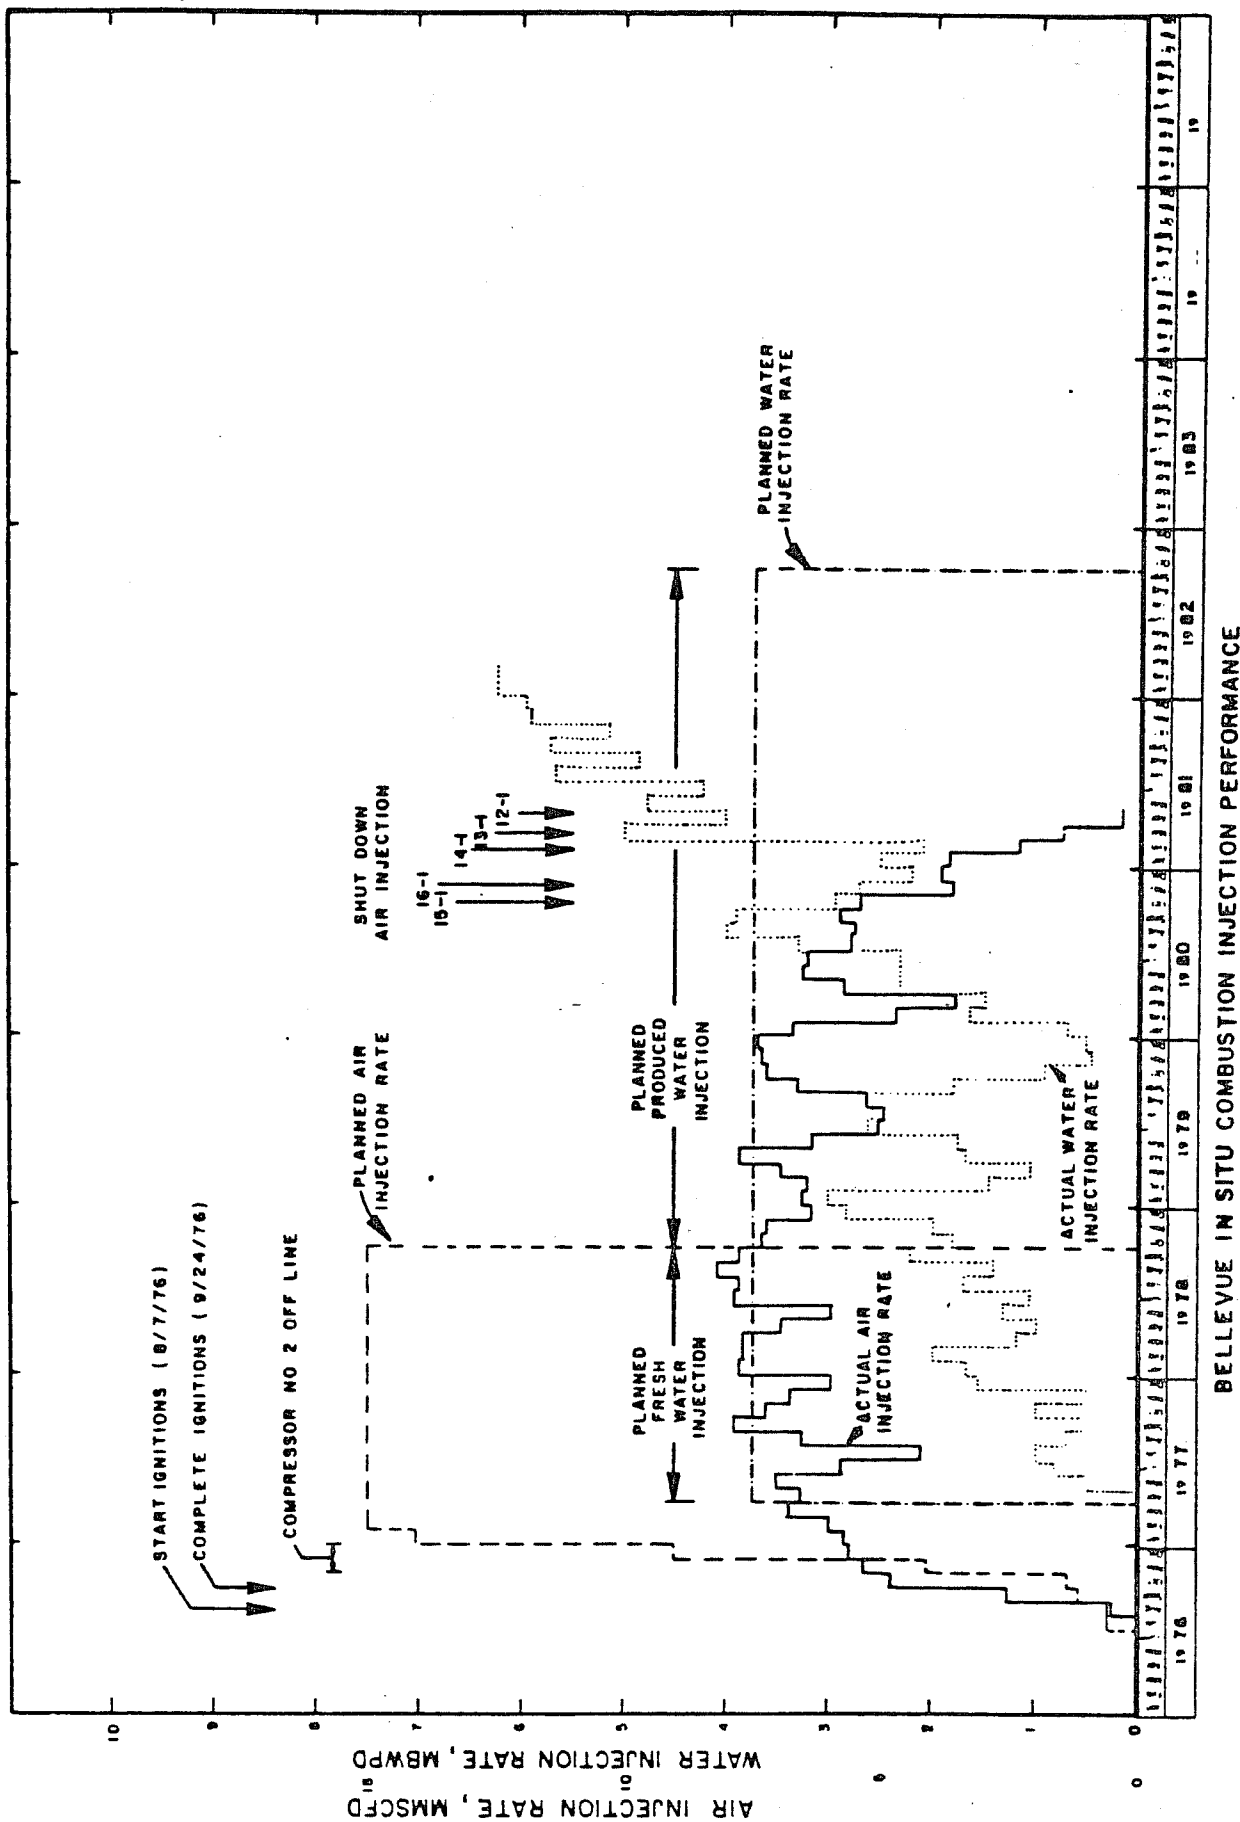 START IGNITIONS (8/7/76)
COMPLETE IGNITIONS (9/24/76)
COMPRESSOR NO 2 OFF LINE
PLANNED AIR
INJECTION RATE
SHUT DOWN
AIR INJECTION
16-1
15-1
14-1
13-1
12-1
PLANNED
FRESH
WATER
INJECTION
PLANNED
PRODUCED
WATER
INJECTION
PLANNED WATER
INJECTION RATE
ACTUAL AIR
INJECTION RATE
ACTUAL WATER
INJECTION RATE
AIR INJECTION RATE, MMSCFD
15
10
5
0
WATER INJECTION RATE, MBWPD
10
9
8
7
6
5
4
3
2
1
0
1976
1977
1978
1979
1980
1981
1982
1983
19
19
BELLEVUE IN SITU COMBUSTION INJECTION PERFORMANCE